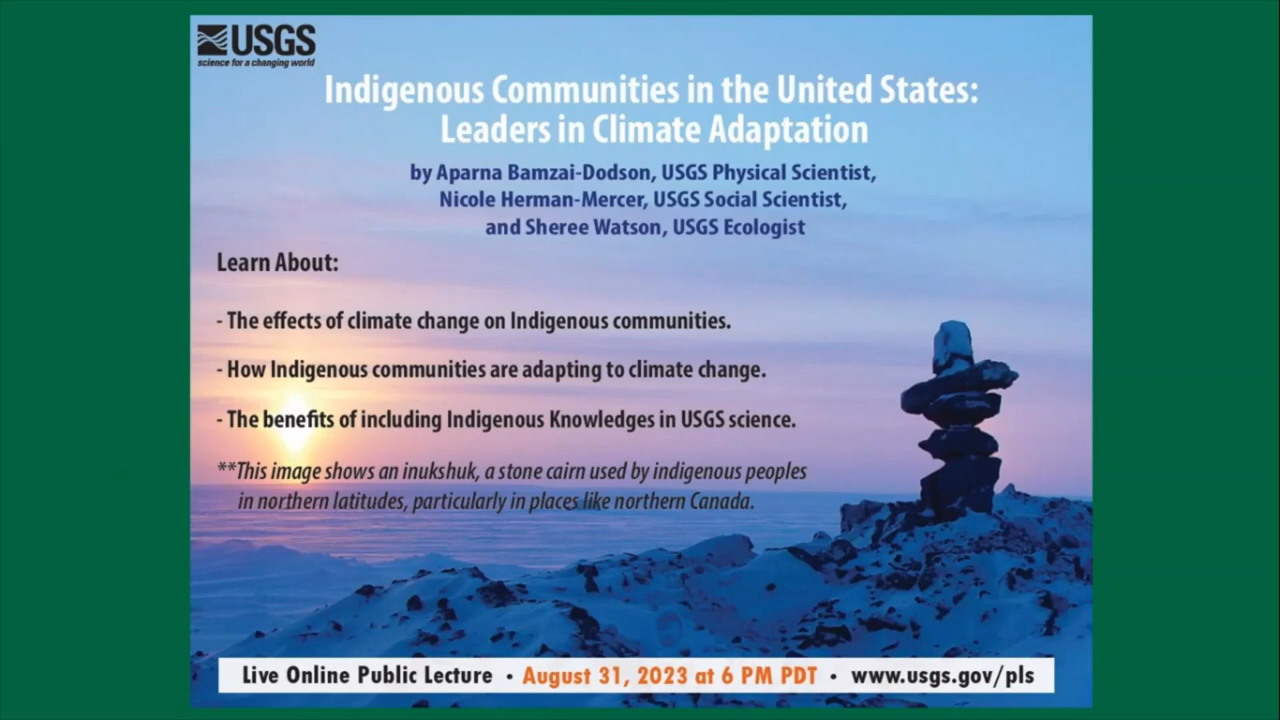 USGS
science for a changing world
Indigenous Communities in the United States:
Leaders in Climate Adaptation
by Aparna Bamzai-Dodson, USGS Physical Scientist,
Nicole Herman-Mercer, USGS Social Scientist,
and Sheree Watson, USGS Ecologist
Learn About:
- The effects of climate change on Indigenous communities.
- How Indigenous communities are adapting to climate change.
- The benefits of including Indigenous Knowledges in USGS science.
**This image shows an inukshuk, a stone cairn used by indigenous peoples
in northern latitudes, particularly in places like northern Canada.
Live Online Public Lecture • August 31, 2023 at 6 PM PDT • www.usgs.gov/pls